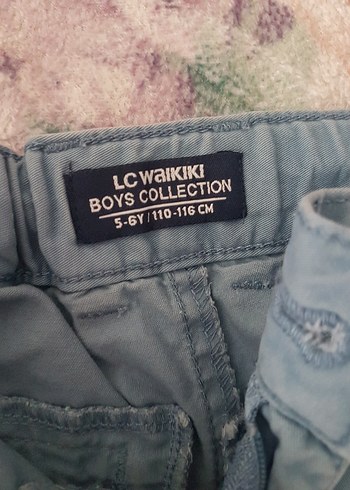 LC WAIKIKI
BOYS COLLECTION
5-6Y / 110-116 CM